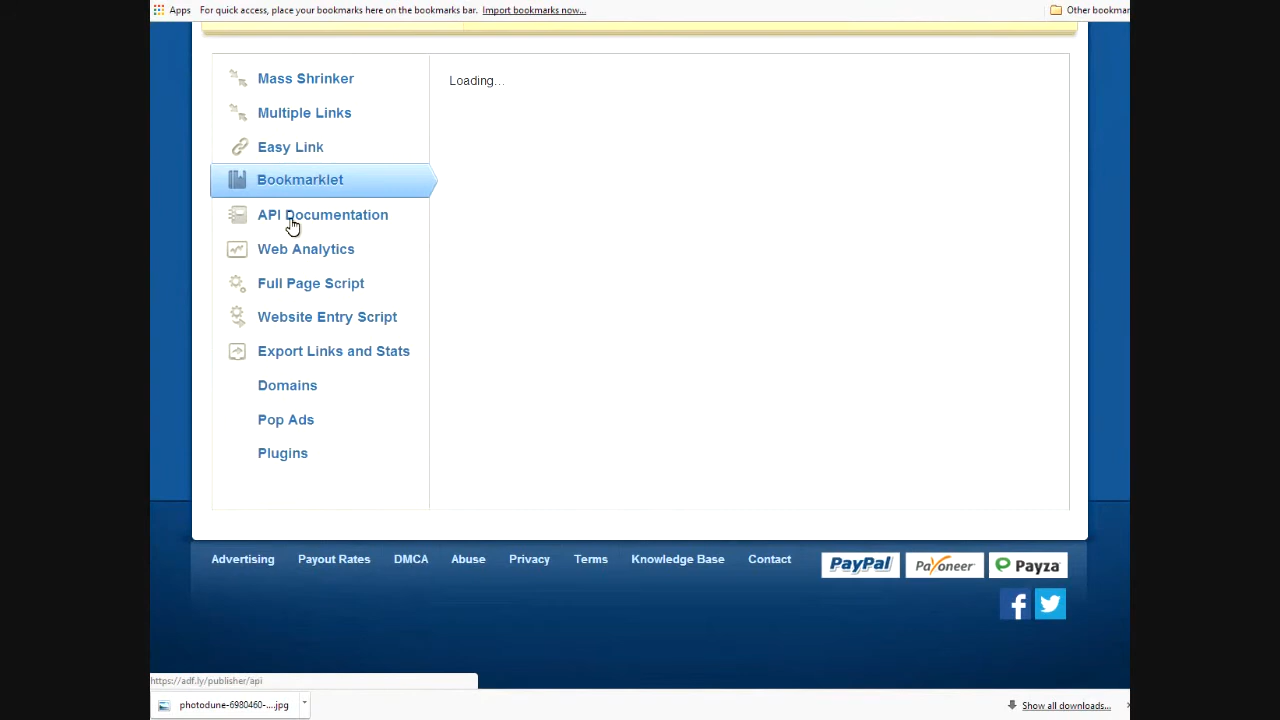 Apps For quick access, place your bookmarks here on the bookmarks bar. Import bookmarks now... Other bookmar
Mass Shrinker
Loading...
Multiple Links
Easy Link
Bookmarklet
API Documentation
Web Analytics
Full Page Script
Website Entry Script
Export Links and Stats
Domains
Pop Ads
Plugins
Advertising Payout Rates DMCA Abuse Privacy Terms Knowledge Base Contact PayPal Payoneer Payza
https://adf.ly/publisher/api
photodune-6980460-....jpg Show all downloads...